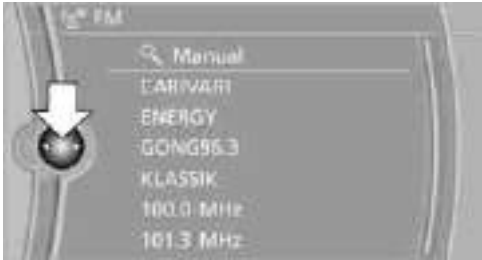 FM
Manual
CARIVARI
ENERGY
GONG96.3
KLASSIK
100.0 MHz
101.3 MHz